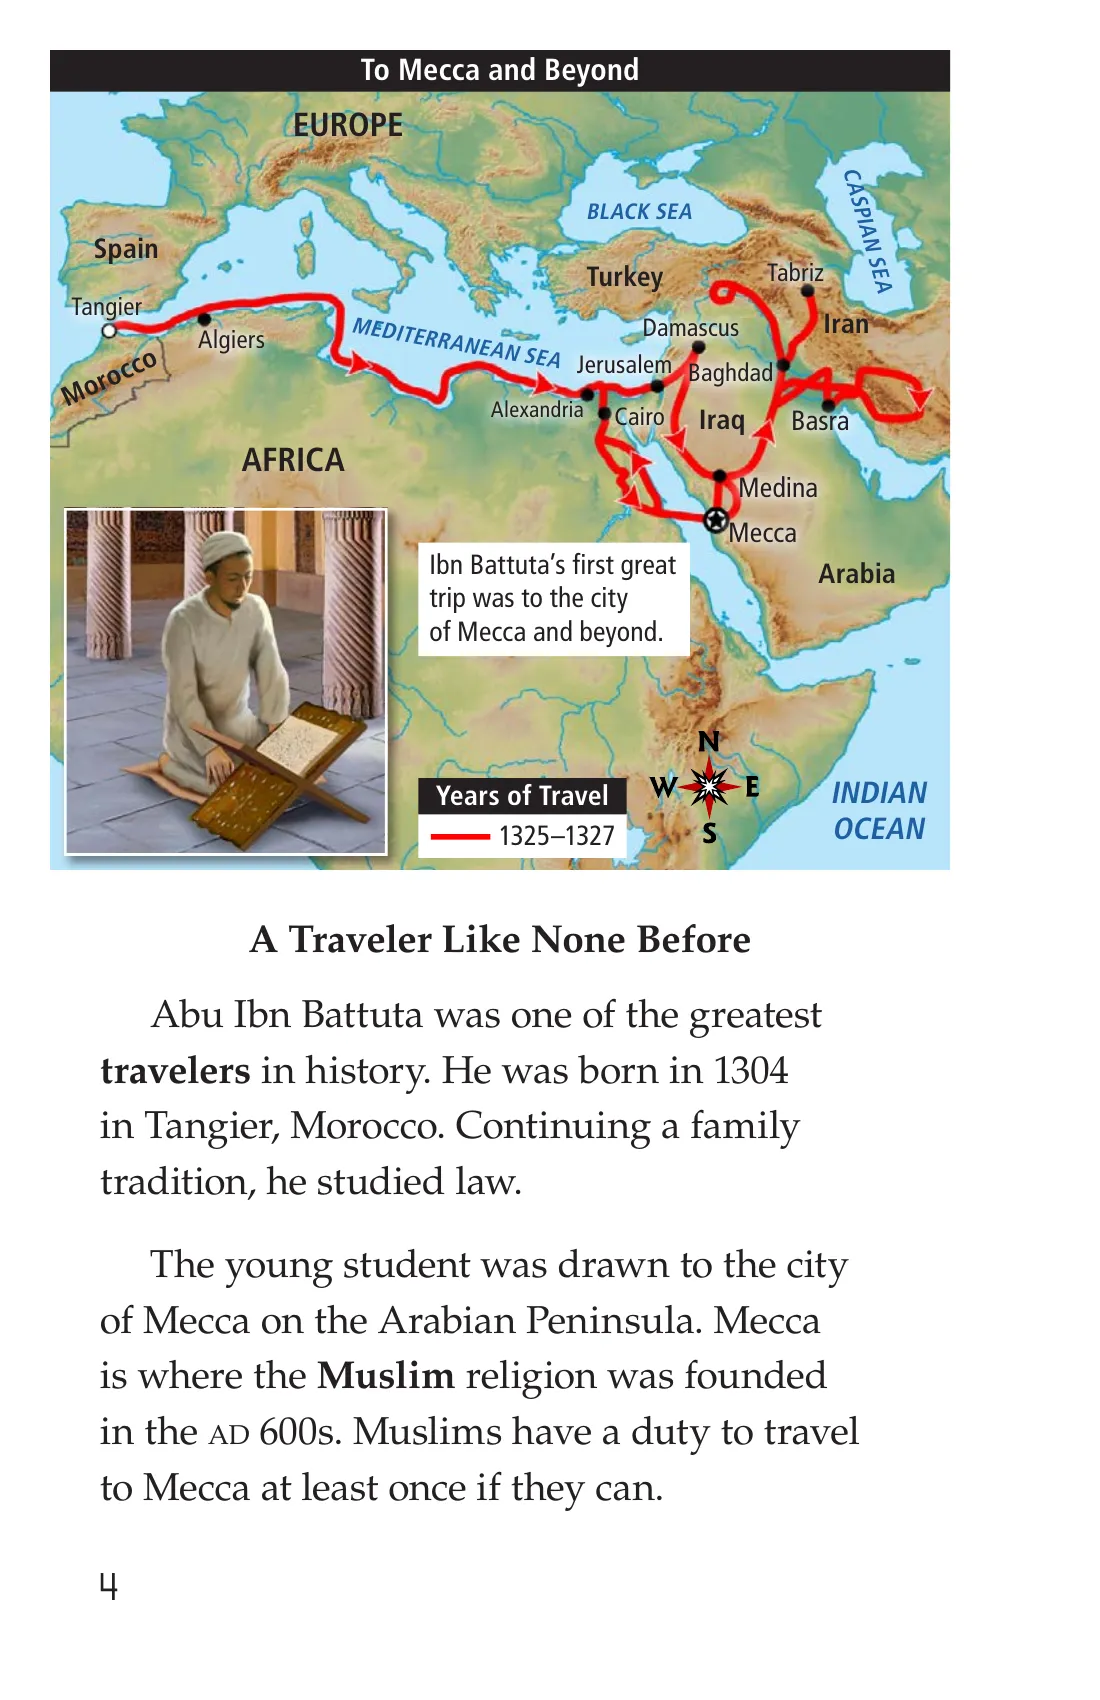 To Mecca and Beyond
EUROPE
BLACK SEA
CASPIAN SEA
Spain
Turkey
Tabriz
Tangier
Iran
Algiers
MEDITERRANEAN SEA
Damascus
Morocco
Jerusalem
Baghdad
Alexandria
Cairo
Iraq
Basra
AFRICA
Medina
Mecca
Arabia
Ibn Battuta’s first great
trip was to the city
of Mecca and beyond.
N
W
E
S
Years of Travel
1325–1327
INDIAN
OCEAN
A Traveler Like None Before
Abu Ibn Battuta was one of the greatest
travelers in history. He was born in 1304
in Tangier, Morocco. Continuing a family
tradition, he studied law.
The young student was drawn to the city
of Mecca on the Arabian Peninsula. Mecca
is where the Muslim religion was founded
in the AD 600s. Muslims have a duty to travel
to Mecca at least once if they can.
4